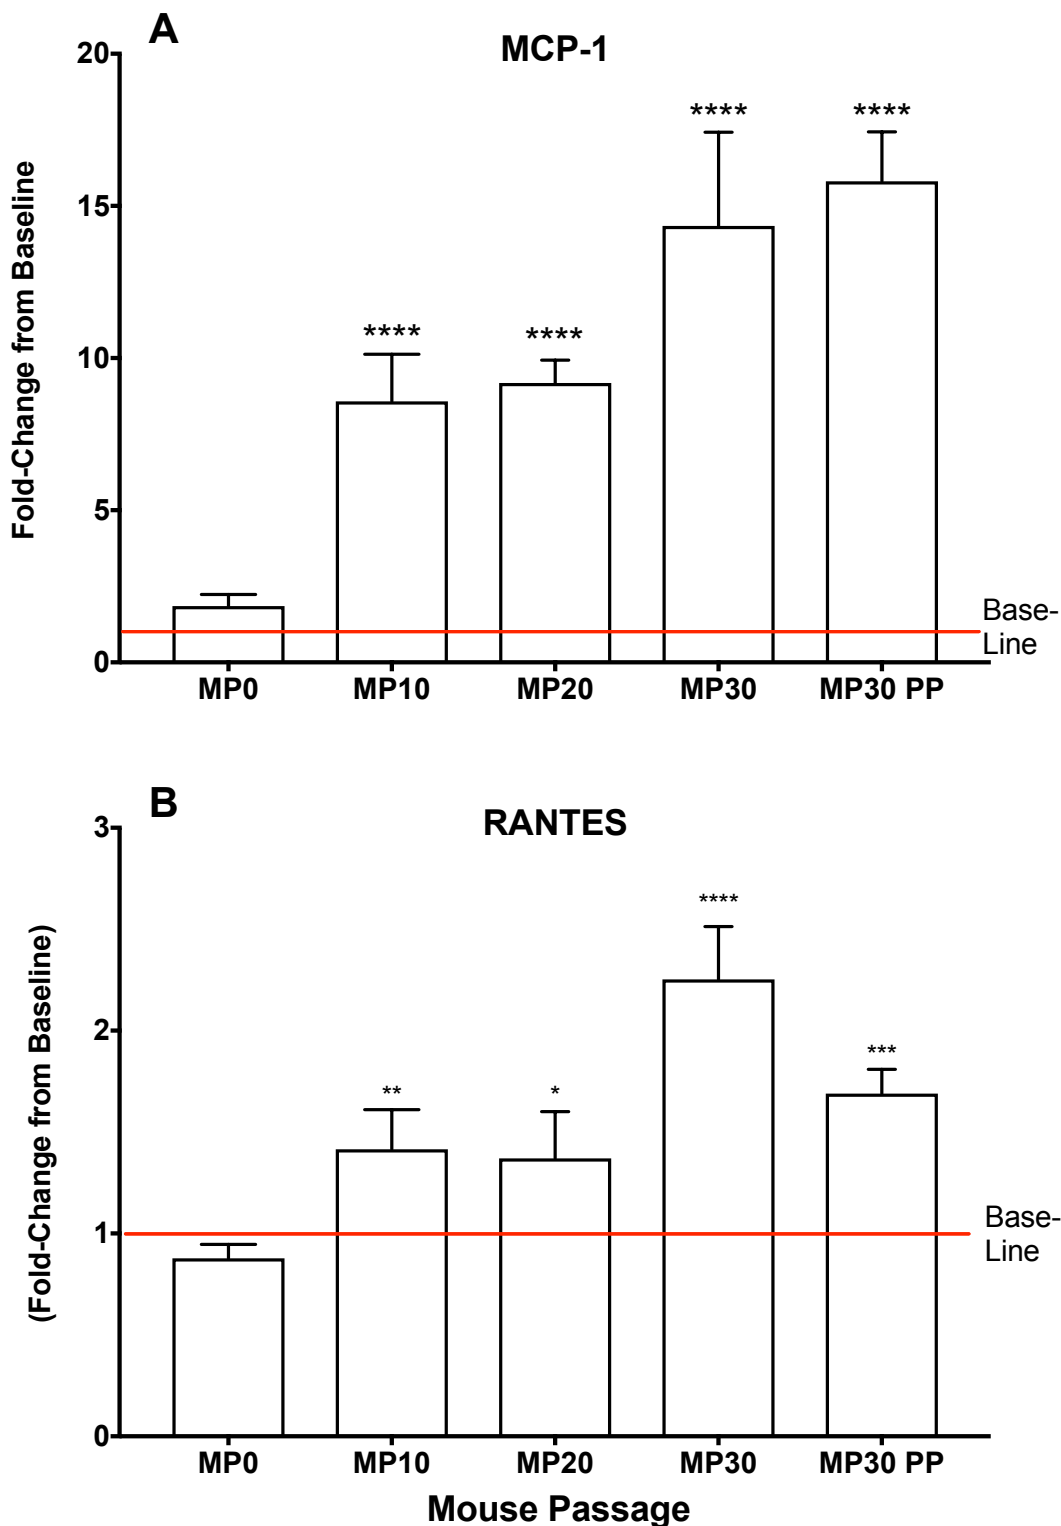 A
MCP-1
20
15
10
5
0
Fold-Change from Baseline
****
****
****
****
Base-
Line
MP0 MP10 MP20 MP30 MP30 PP
B
RANTES
3
2
1
0
(Fold-Change from Baseline)
**
*
****
***
Base-
Line
MP0 MP10 MP20 MP30 MP30 PP
Mouse Passage